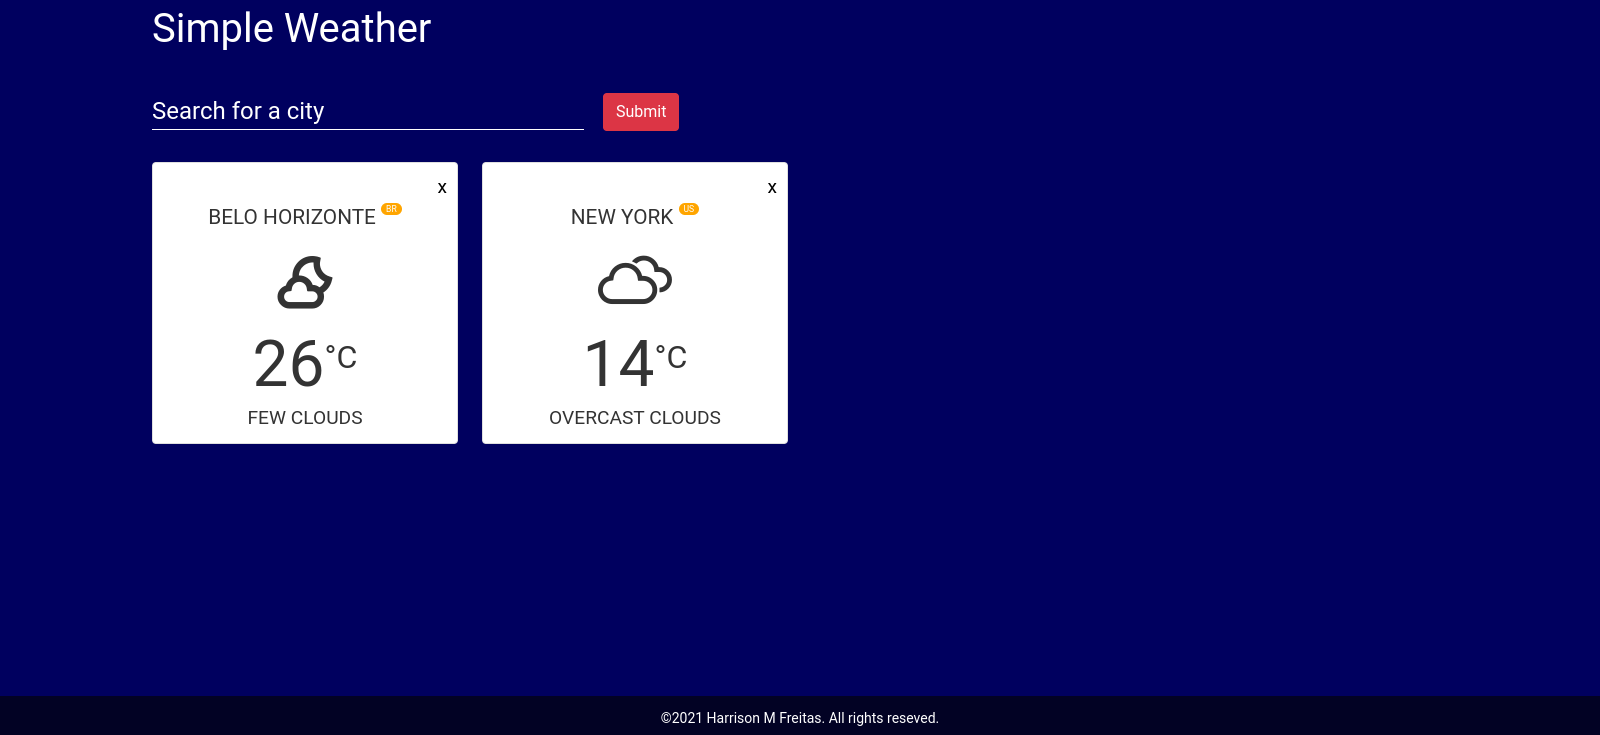 Simple Weather
Search for a city
Submit
x
x
BELO HORIZONTE BR
NEW YORK US
26°C
14°C
FEW CLOUDS
OVERCAST CLOUDS
©2021 Harrison M Freitas. All rights reseved.